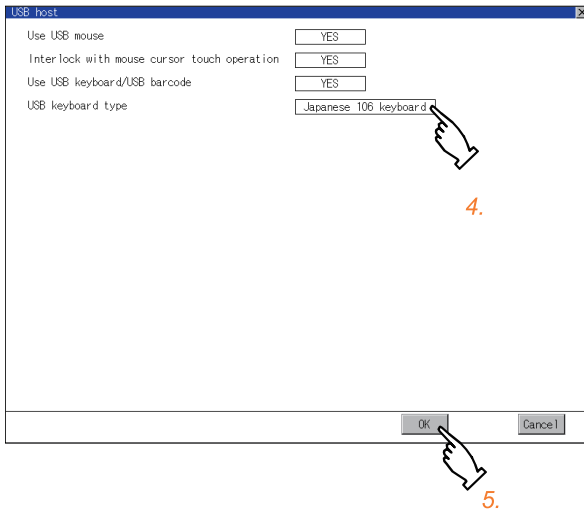 USB host
Use USB mouse YES
Interlock with mouse cursor touch operation YES
Use USB keyboard/USB barcode YES
USB keyboard type Japanese 106 keyboard
4.
OK Cancel
5.